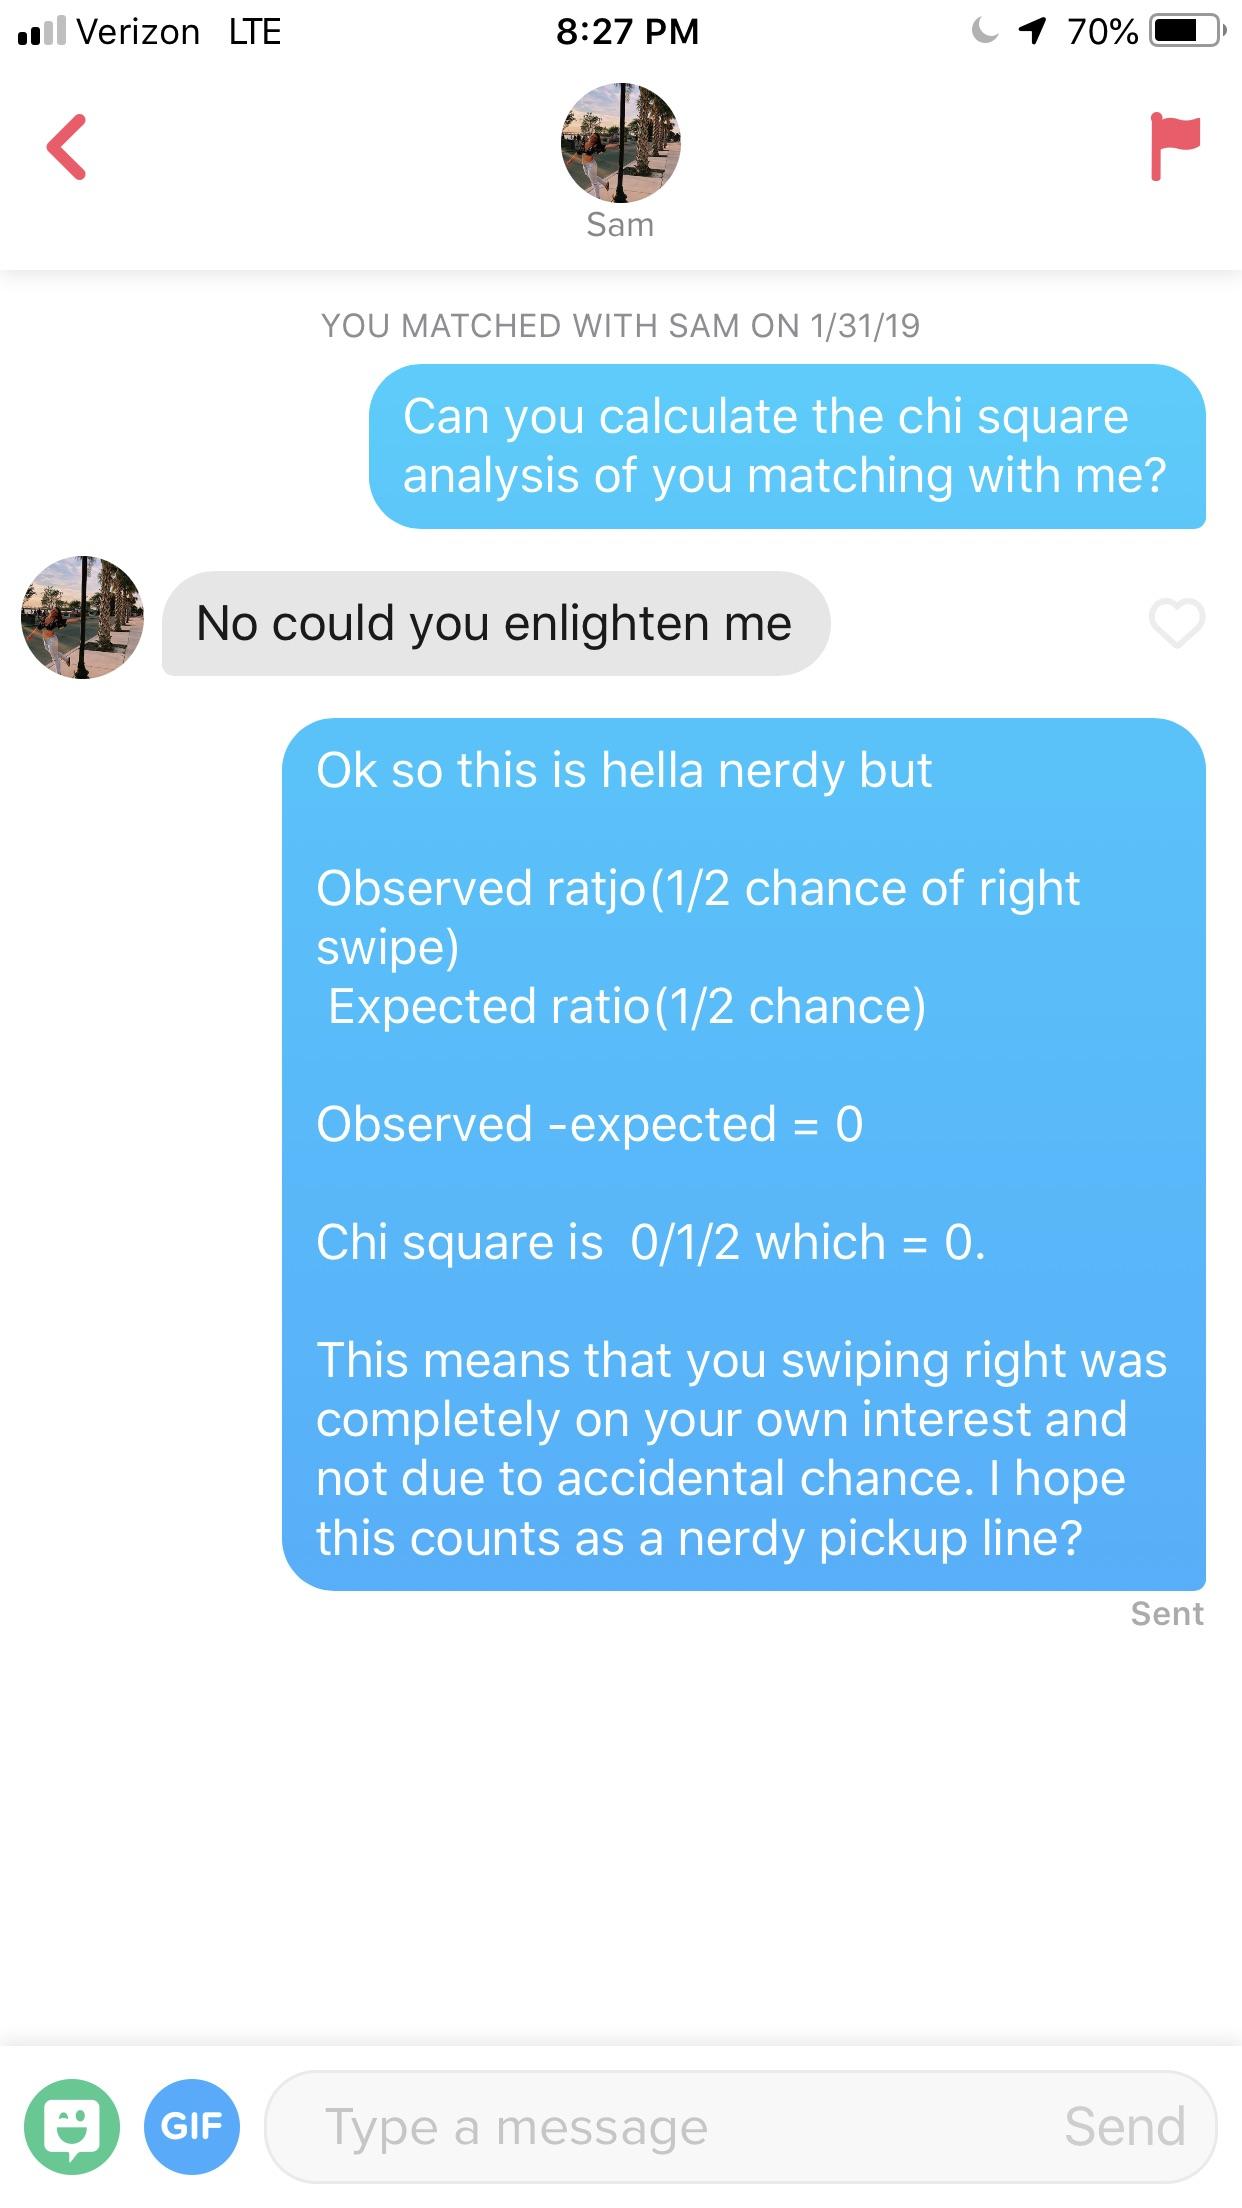 Verizon LTE 8:27 PM 70%
Sam
YOU MATCHED WITH SAM ON 1/31/19
Can you calculate the chi square
analysis of you matching with me?
No could you enlighten me
Ok so this is hella nerdy but
Observed ratjo(1/2 chance of right
swipe)
Expected ratio(1/2 chance)
Observed -expected = 0
Chi square is  0/1/2 which = 0.
This means that you swiping right was
completely on your own interest and
not due to accidental chance. I hope
this counts as a nerdy pickup line?
Sent
GIF Type a message Send